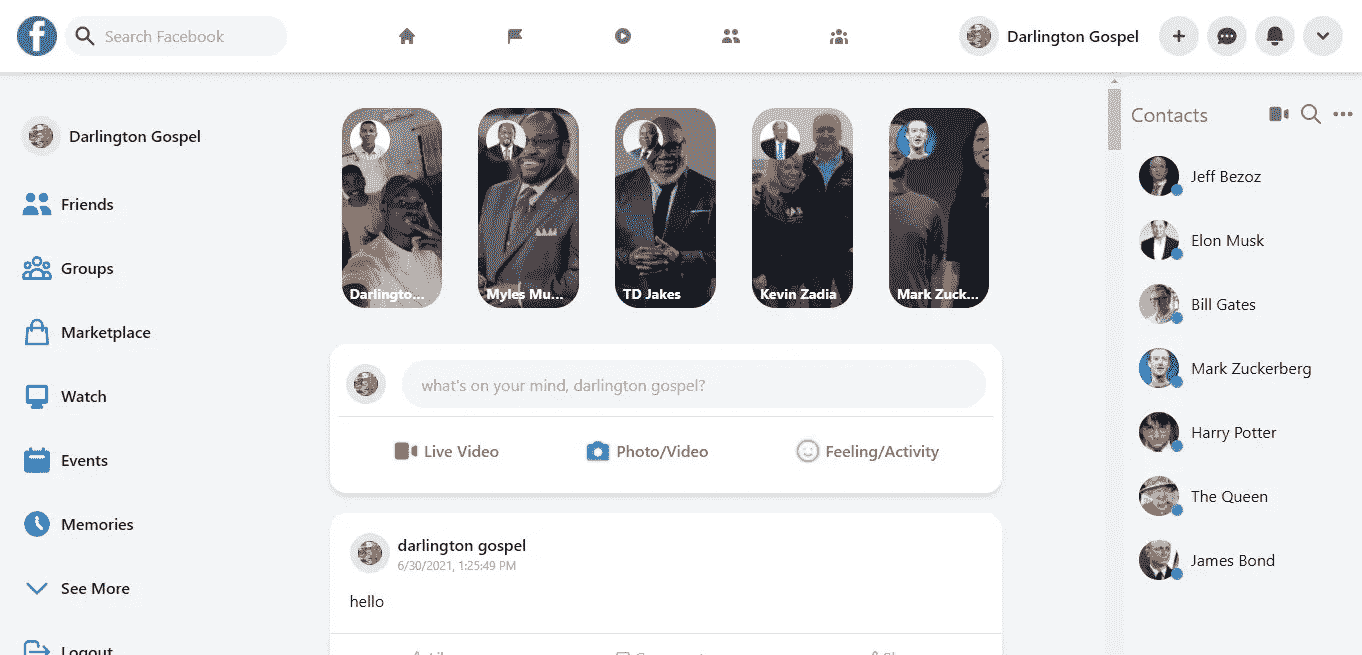 Search Facebook
Darlington Gospel
Darlington Gospel
Friends
Groups
Marketplace
Watch
Events
Memories
See More
Logout
Darlingto...
Myles Mu...
TD Jakes
Kevin Zadia
Mark Zuck...
what's on your mind, darlington gospel?
Live Video
Photo/Video
Feeling/Activity
darlington gospel
6/30/2021, 1:25:49 PM
hello
Contacts
Jeff Bezoz
Elon Musk
Bill Gates
Mark Zuckerberg
Harry Potter
The Queen
James Bond